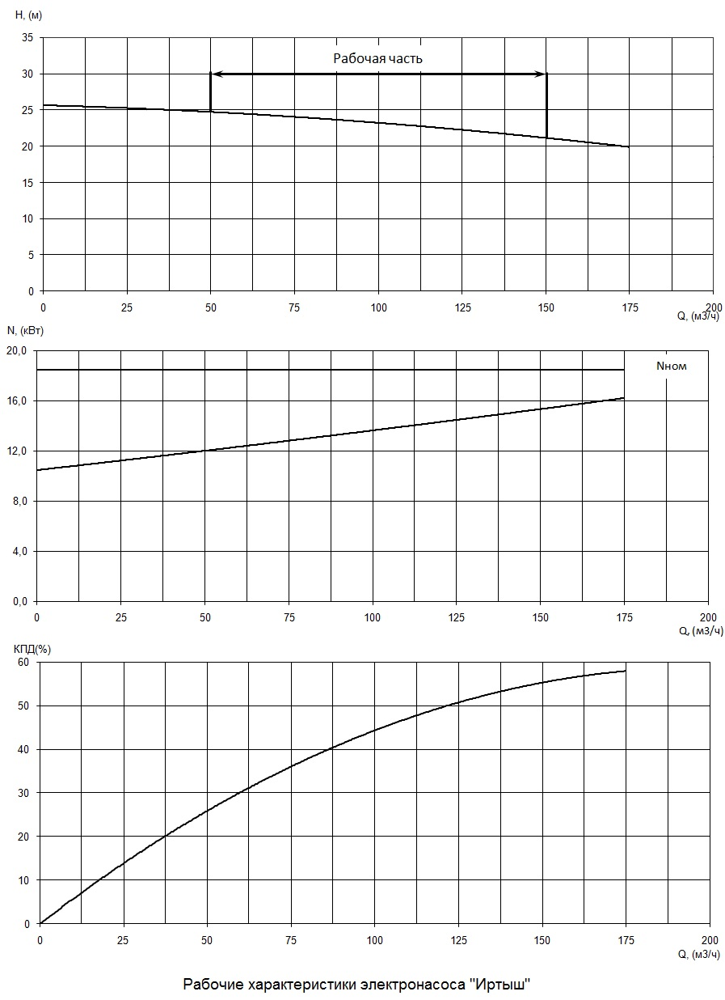 H, (м)
35
Рабочая часть
30
25
20
15
10
5
0
0 25 50 75 100 125 150 175 200
Q, (м3/ч)
N, (кВт)
20,0
Nном
16,0
12,0
8,0
4,0
0,0
0 25 50 75 100 125 150 175 200
Q, (м3/ч)
КПД(%)
60
50
40
30
20
10
0
0 25 50 75 100 125 150 175 200
Q, (м3/ч)
Рабочие характеристики электронасоса "Иртыш"